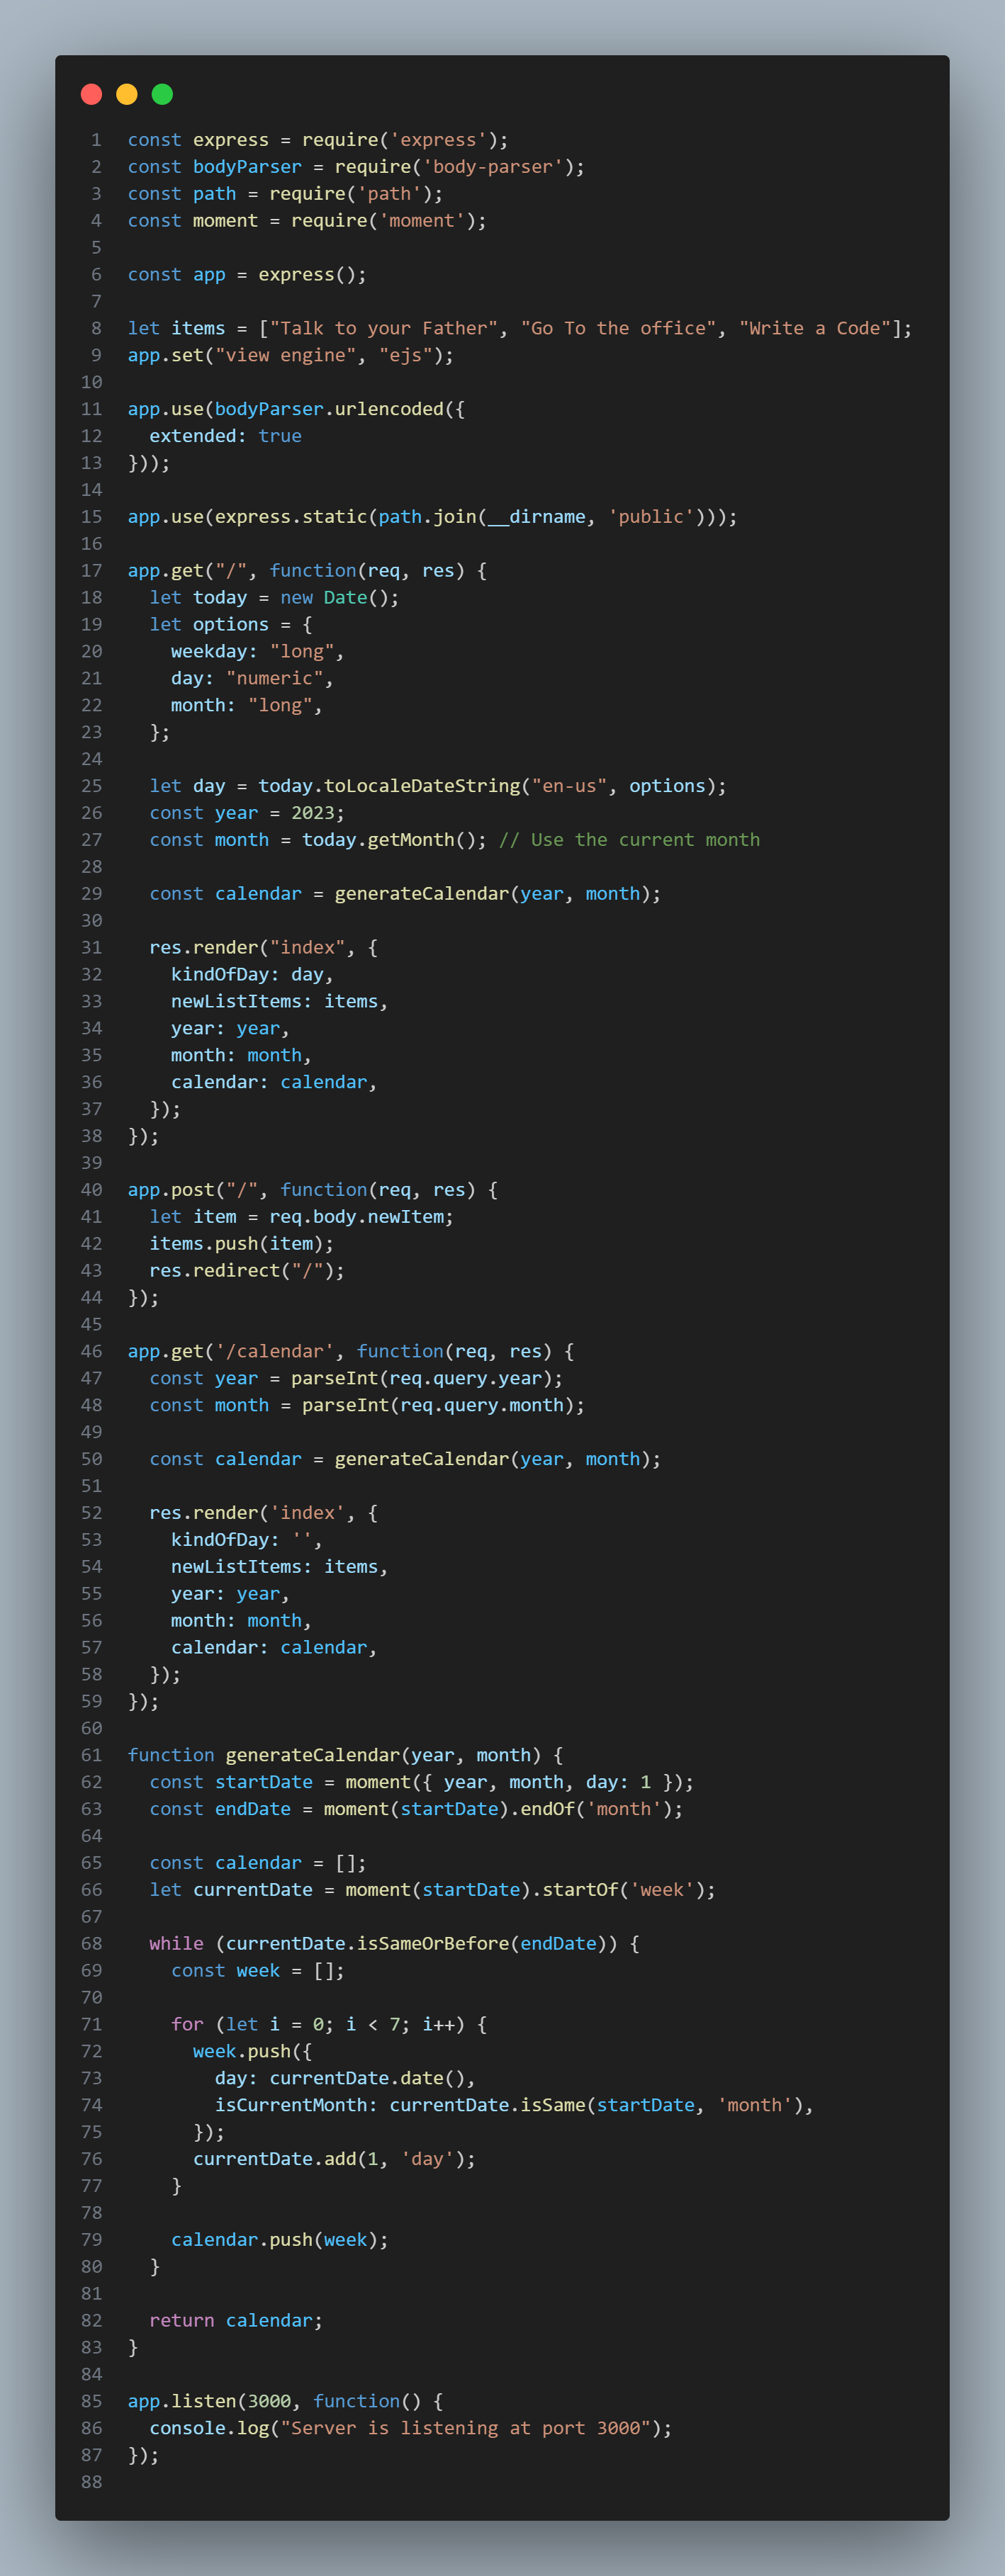 1 const express = require('express');
2 const bodyParser = require('body-parser');
3 const path = require('path');
4 const moment = require('moment');
5
6 const app = express();
7
8 let items = ["Talk to your Father", "Go To the office", "Write a Code"];
9 app.set("view engine", "ejs");
10
11 app.use(bodyParser.urlencoded({
12   extended: true
13 }));
14
15 app.use(express.static(path.join(__dirname, 'public')));
16
17 app.get("/", function(req, res) {
18   let today = new Date();
19   let options = {
20     weekday: "long",
21     day: "numeric",
22     month: "long",
23   };
24
25   let day = today.toLocaleDateString("en-us", options);
26   const year = 2023;
27   const month = today.getMonth(); // Use the current month
28
29   const calendar = generateCalendar(year, month);
30
31   res.render("index", {
32     kindOfDay: day,
33     newListItems: items,
34     year: year,
35     month: month,
36     calendar: calendar,
37   });
38 });
39
40 app.post("/", function(req, res) {
41   let item = req.body.newItem;
42   items.push(item);
43   res.redirect("/");
44 });
45
46 app.get('/calendar', function(req, res) {
47   const year = parseInt(req.query.year);
48   const month = parseInt(req.query.month);
49
50   const calendar = generateCalendar(year, month);
51
52   res.render('index', {
53     kindOfDay: '',
54     newListItems: items,
55     year: year,
56     month: month,
57     calendar: calendar,
58   });
59 });
60
61 function generateCalendar(year, month) {
62   const startDate = moment({ year, month, day: 1 });
63   const endDate = moment(startDate).endOf('month');
64
65   const calendar = [];
66   let currentDate = moment(startDate).startOf('week');
67
68   while (currentDate.isSameOrBefore(endDate)) {
69     const week = [];
70
71     for (let i = 0; i < 7; i++) {
72       week.push({
73         day: currentDate.date(),
74         isCurrentMonth: currentDate.isSame(startDate, 'month'),
75       });
76       currentDate.add(1, 'day');
77     }
78
79     calendar.push(week);
80   }
81
82   return calendar;
83 }
84
85 app.listen(3000, function() {
86   console.log("Server is listening at port 3000");
87 });
88